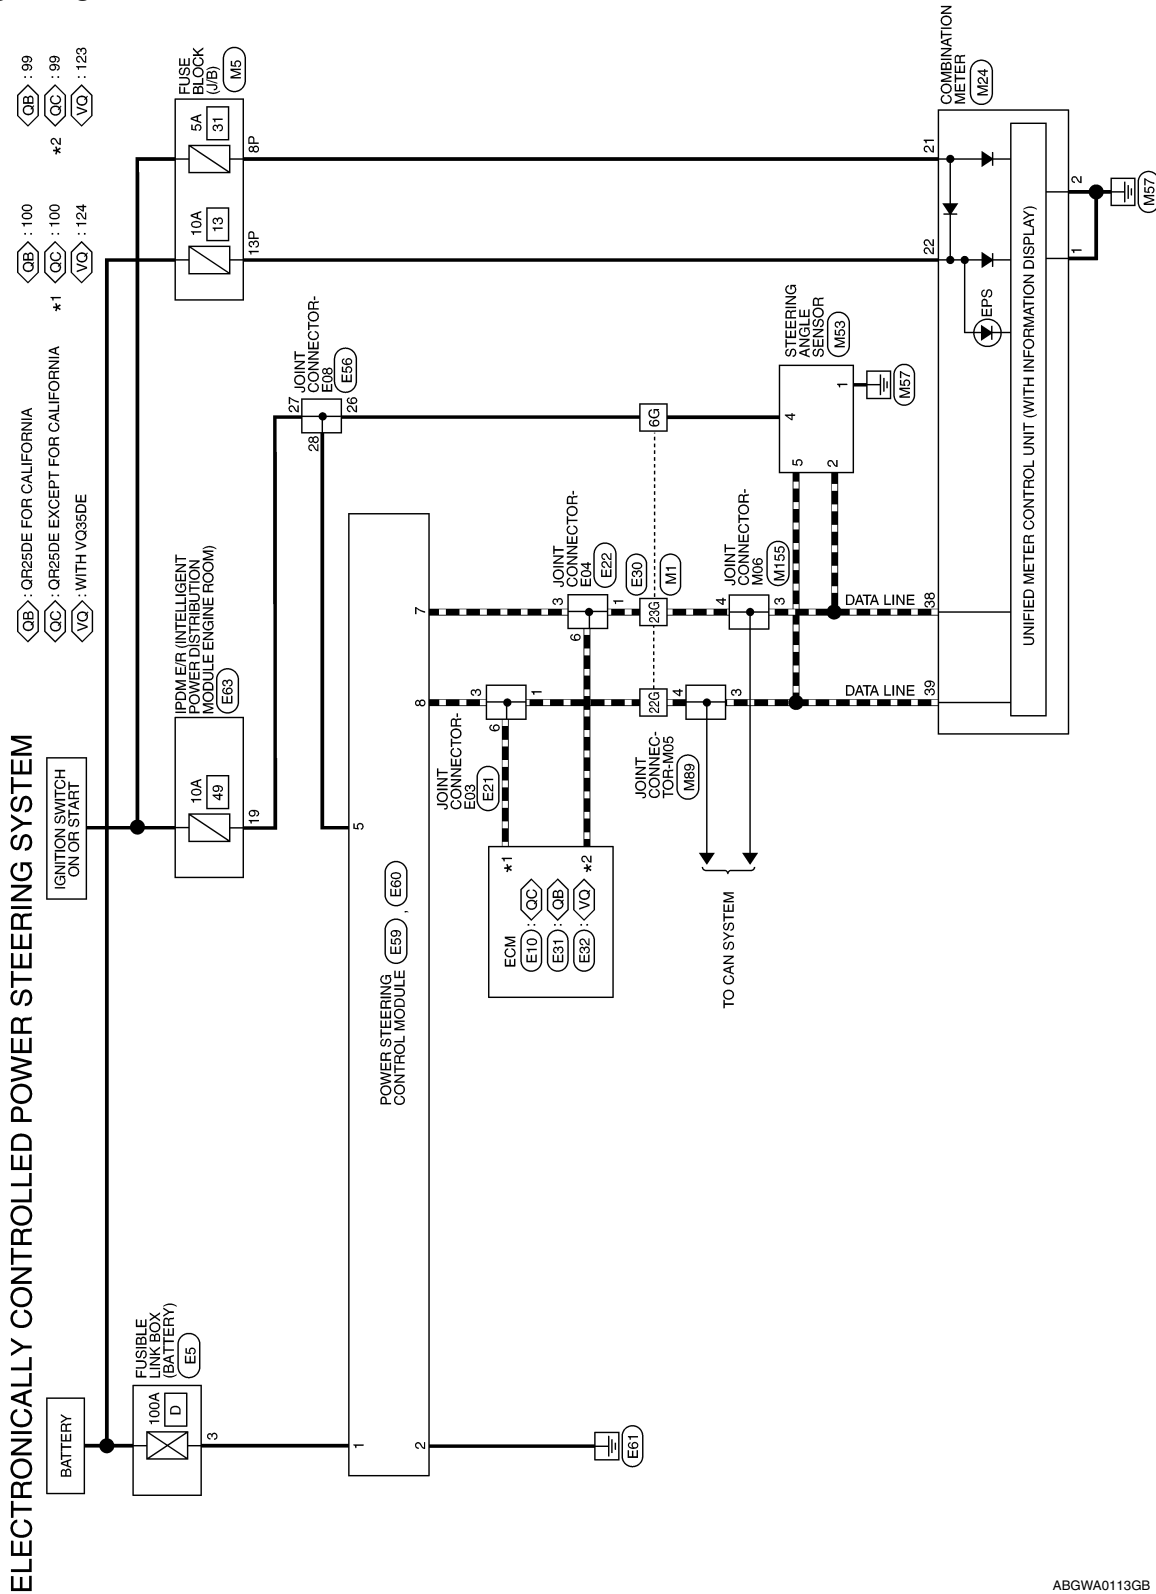 ELECTRONICALLY CONTROLLED POWER STEERING SYSTEM
QB : QR25DE FOR CALIFORNIA
QC : QR25DE EXCEPT FOR CALIFORNIA
VQ : WITH VQ35DE
*1
QB : 100
QC : 100
VQ : 124
*2
QB : 99
QC : 99
VQ : 123
BATTERY
IGNITION SWITCH
ON OR START
FUSIBLE
LINK BOX
(BATTERY)
E5
100A
D
3
IPDM E/R (INTELLIGENT
POWER DISTRIBUTION
MODULE ENGINE ROOM)
E63
10A
49
19
FUSE
BLOCK
(J/B)
M5
10A
13
13P
5A
31
8P
JOINT
CONNECTOR-
E08
E56
27
28
26
1
5
POWER STEERING
CONTROL MODULE
E59 , E60
2
8
7
E61
JOINT
CONNECTOR-
E03
E21
3
6
1
JOINT
CONNECTOR-
E04
E22
3
6
1
ECM
E10 : QC
E31 : QB
E32 : VQ
*1
*2
E30
M1
22G
23G
6G
JOINT
CONNEC-
TOR-M05
M89
4
3
JOINT
CONNECTOR-
M06
M155
4
3
TO CAN SYSTEM
STEERING
ANGLE
SENSOR
M53
4
1
5
2
M57
DATA LINE
DATA LINE
39
38
22
21
COMBINATION
METER
M24
EPS
UNIFIED METER CONTROL UNIT (WITH INFORMATION DISPLAY)
1
2
M57
ABGWA0113GB